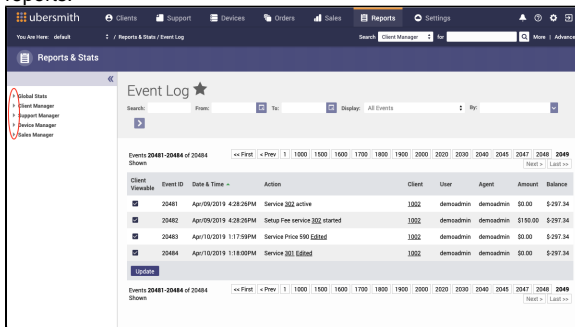 reports.
ubersmith Clients Support Devices Orders Sales Reports Settings
You Are Here: default / Reports & Stats / Event Log Search Client Manager for More | Advance
Reports & Stats
«
Global Stats
Client Manager
Support Manager
Device Manager
Sales Manager
Event Log
Search: From: To: Display: All Events By:
Events 20481-20484 of 20484 Shown
<< First < Prev 1 1000 1500 1600 1700 1800 1900 2000 2020 2030 2040 2045 2047 2048 2049
Next > Last >>
Client Viewable Event ID Date & Time Action Client User Agent Amount Balance
20481 Apr/09/2019 4:28:26PM Service 302 active 1002 demoadmin demoadmin $0.00 $-297.34
20482 Apr/09/2019 4:28:26PM Setup Fee service 302 started 1002 demoadmin demoadmin $150.00 $-297.34
20483 Apr/10/2019 1:17:59PM Service Price 590 Edited 1002 demoadmin demoadmin $0.00 $-297.34
20484 Apr/10/2019 1:18:00PM Service 301 Edited 1002 demoadmin demoadmin $0.00 $-297.34
Update
Events 20481-20484 of 20484 Shown
<< First < Prev 1 1000 1500 1600 1700 1800 1900 2000 2020 2030 2040 2045 2047 2048 2049
Next > Last >>